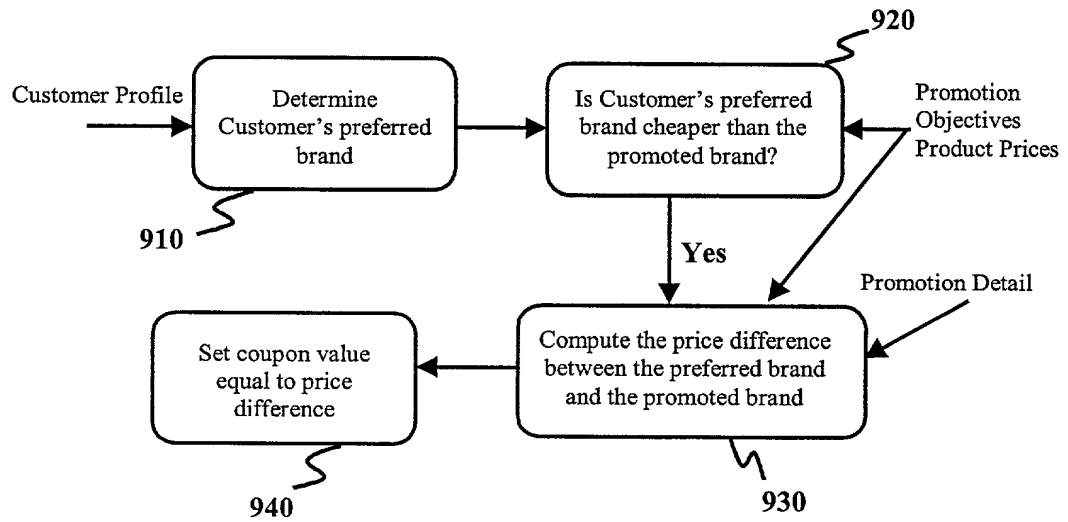 920
Customer Profile
Determine
Customer's preferred
brand
Is Customer's preferred
brand cheaper than the
promoted brand?
Promotion
Objectives
Product Prices
910
Yes
Promotion Detail
Set coupon value
equal to price
difference
Compute the price difference
between the preferred brand
and the promoted brand
940
930